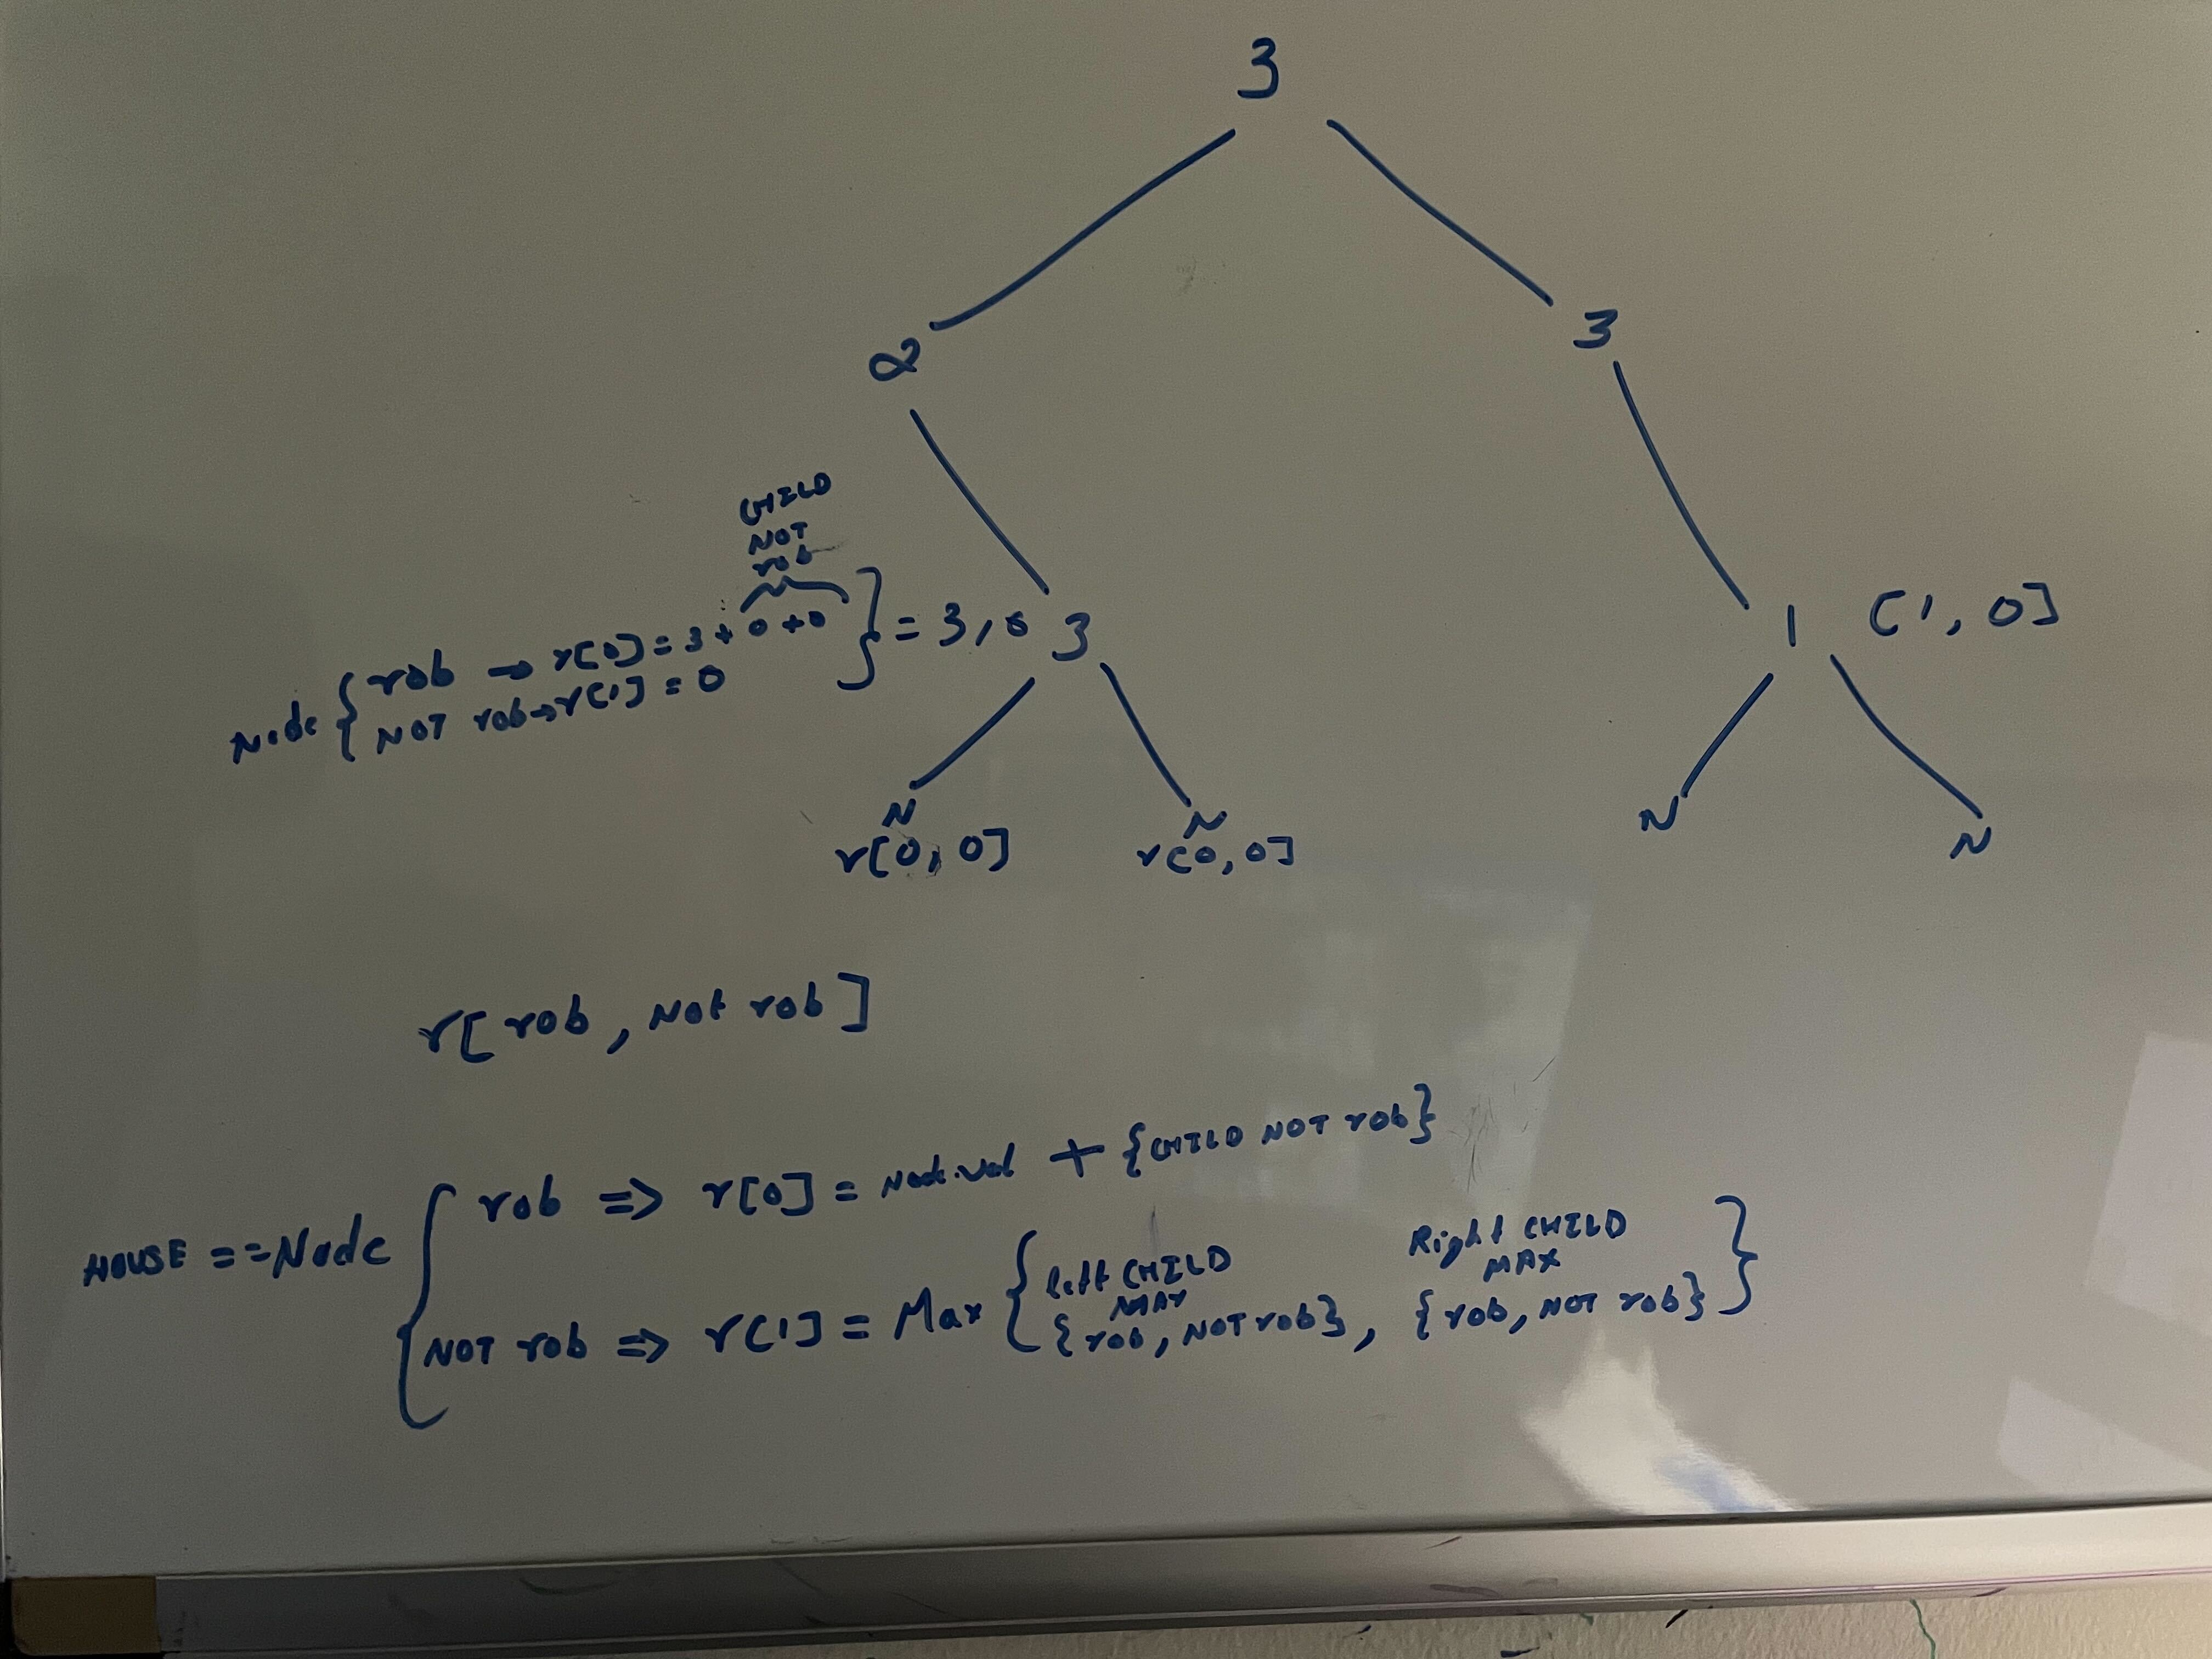 3
2
3
CHILD
NOT
rob
Node { rob → r[0] = 3 + 0 + 0 } = 3, 0
NOT rob → r[1] = 0
3
1 [1, 0]
N
N
N
N
r[0, 0]
r[0, 0]
r[rob, Not rob]
HOUSE == Node { rob => r[0] = Node.val + {CHILD NOT rob}
left CHILD
MAX
Right CHILD
MAX
NOT rob => r[1] = Max { {rob, NOT rob}, {rob, NOT rob} }